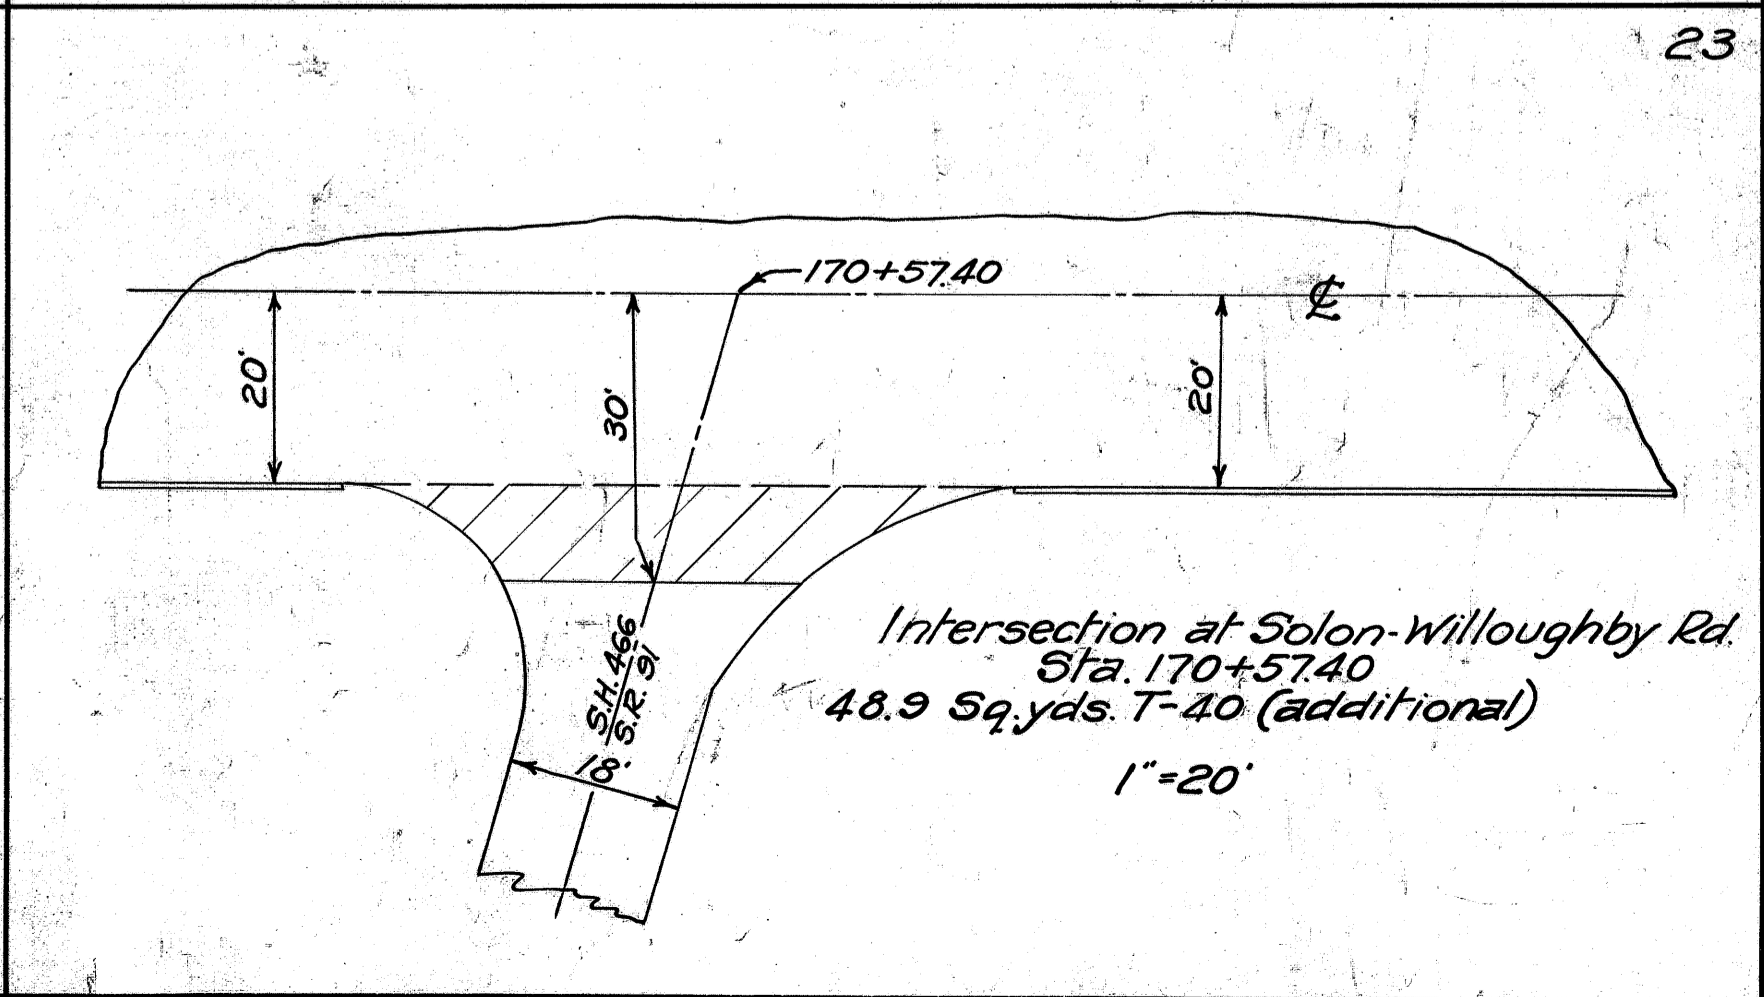 23
170+57.40
℄
20'
30'
20'
S.H. 466
S.R. 91
18'
Intersection at Solon-Willoughby Rd.
Sta. 170+57.40
48.9 Sq.yds. T-40 (additional)
1"=20'